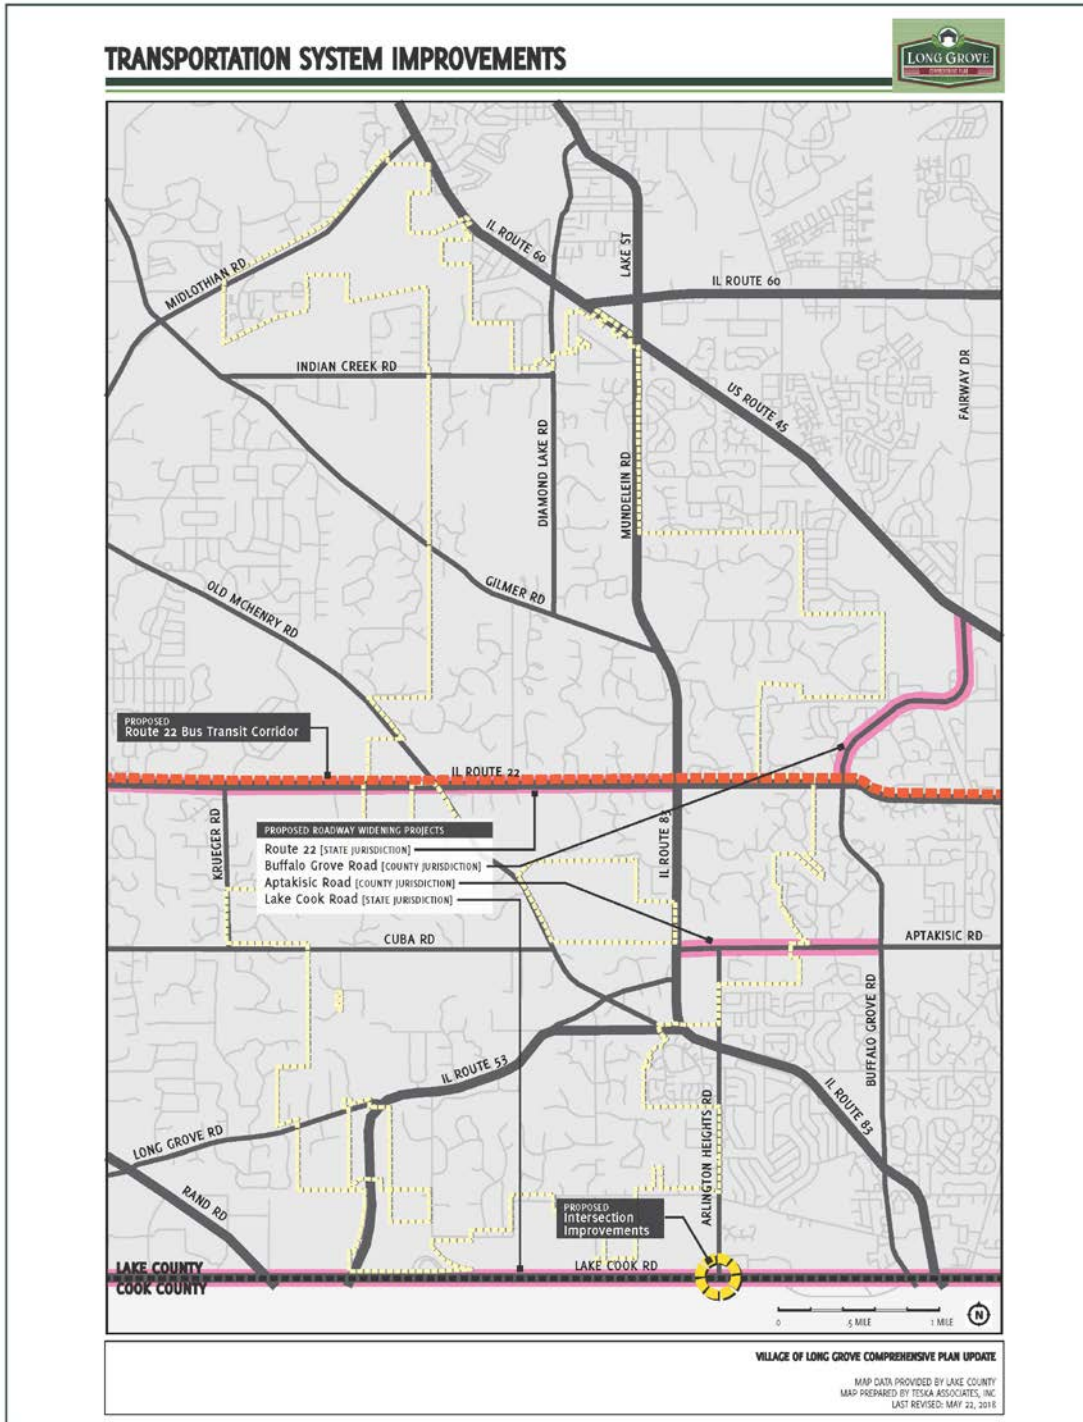 TRANSPORTATION SYSTEM IMPROVEMENTS
LONG GROVE
COMPREHENSIVE PLAN
IL ROUTE 60
LAKE ST
MIDLOTHIAN RD
IL ROUTE 60
INDIAN CREEK RD
FAIRWAY DR
US ROUTE 45
DIAMOND LAKE RD
MUNDELEIN RD
OLD MCHENRY RD
GILMER RD
PROPOSED
Route 22 Bus Transit Corridor
IL ROUTE 22
KRUEGER RD
IL ROUTE 83
PROPOSED ROADWAY WIDENING PROJECTS
Route 22 [STATE JURISDICTION]
Buffalo Grove Road [COUNTY JURISDICTION]
Aptakisic Road [COUNTY JURISDICTION]
Lake Cook Road [STATE JURISDICTION]
CUBA RD
APTAKISIC RD
BUFFALO GROVE RD
IL ROUTE 53
IL ROUTE 83
LONG GROVE RD
ARLINGTON HEIGHTS RD
RAND RD
PROPOSED
Intersection
Improvements
LAKE COOK RD
LAKE COUNTY
COOK COUNTY
0 .5 MILE 1 MILE
N
VILLAGE OF LONG GROVE COMPREHENSIVE PLAN UPDATE
MAP DATA PROVIDED BY LAKE COUNTY
MAP PREPARED BY TESKA ASSOCIATES, INC
LAST REVISED: MAY 22, 2018